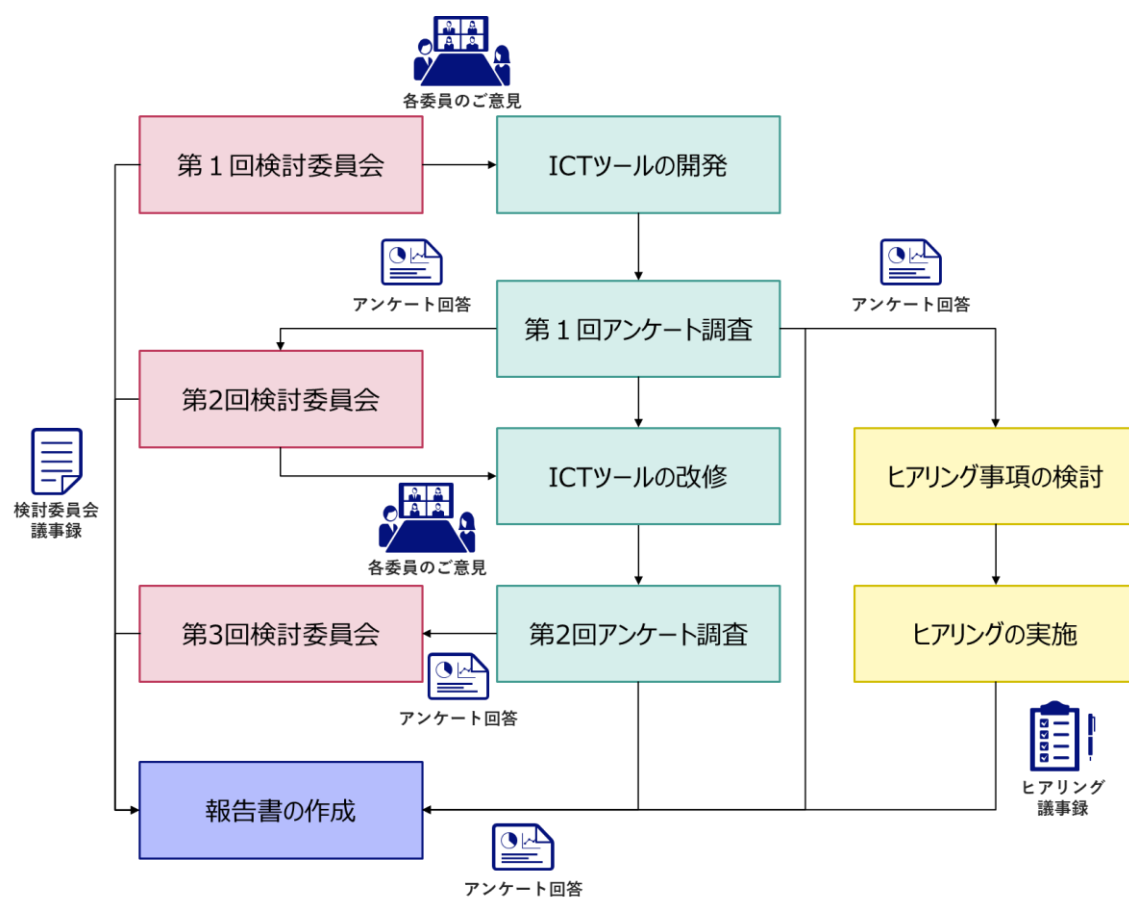 各委員のご意見
第１回検討委員会
ICTツールの開発
アンケート回答
アンケート回答
第１回アンケート調査
第2回検討委員会
ICTツールの改修
ヒアリング事項の検討
検討委員会
議事録
各委員のご意見
第3回検討委員会
第2回アンケート調査
ヒアリングの実施
アンケート回答
ヒアリング
議事録
報告書の作成
アンケート回答